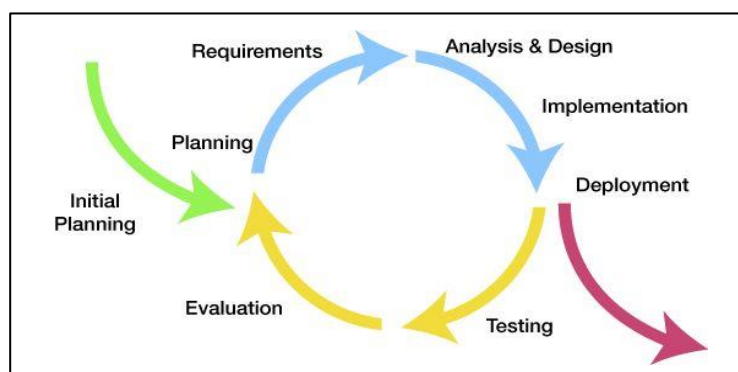 Requirements
Analysis & Design
Implementation
Planning
Deployment
Initial
Planning
Evaluation
Testing